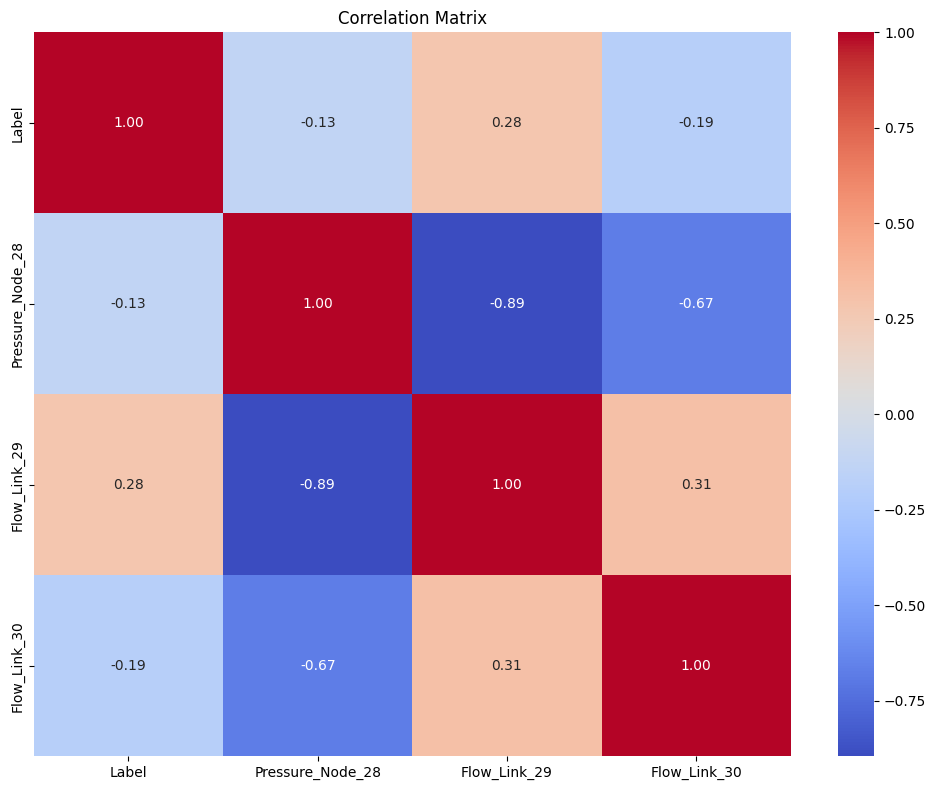 Correlation Matrix
Label
1.00
-0.13
0.28
-0.19
Pressure_Node_28
-0.13
1.00
-0.89
-0.67
Flow_Link_29
0.28
-0.89
1.00
0.31
Flow_Link_30
-0.19
-0.67
0.31
1.00
Label
Pressure_Node_28
Flow_Link_29
Flow_Link_30
1.00
0.75
0.50
0.25
0.00
−0.25
−0.50
−0.75